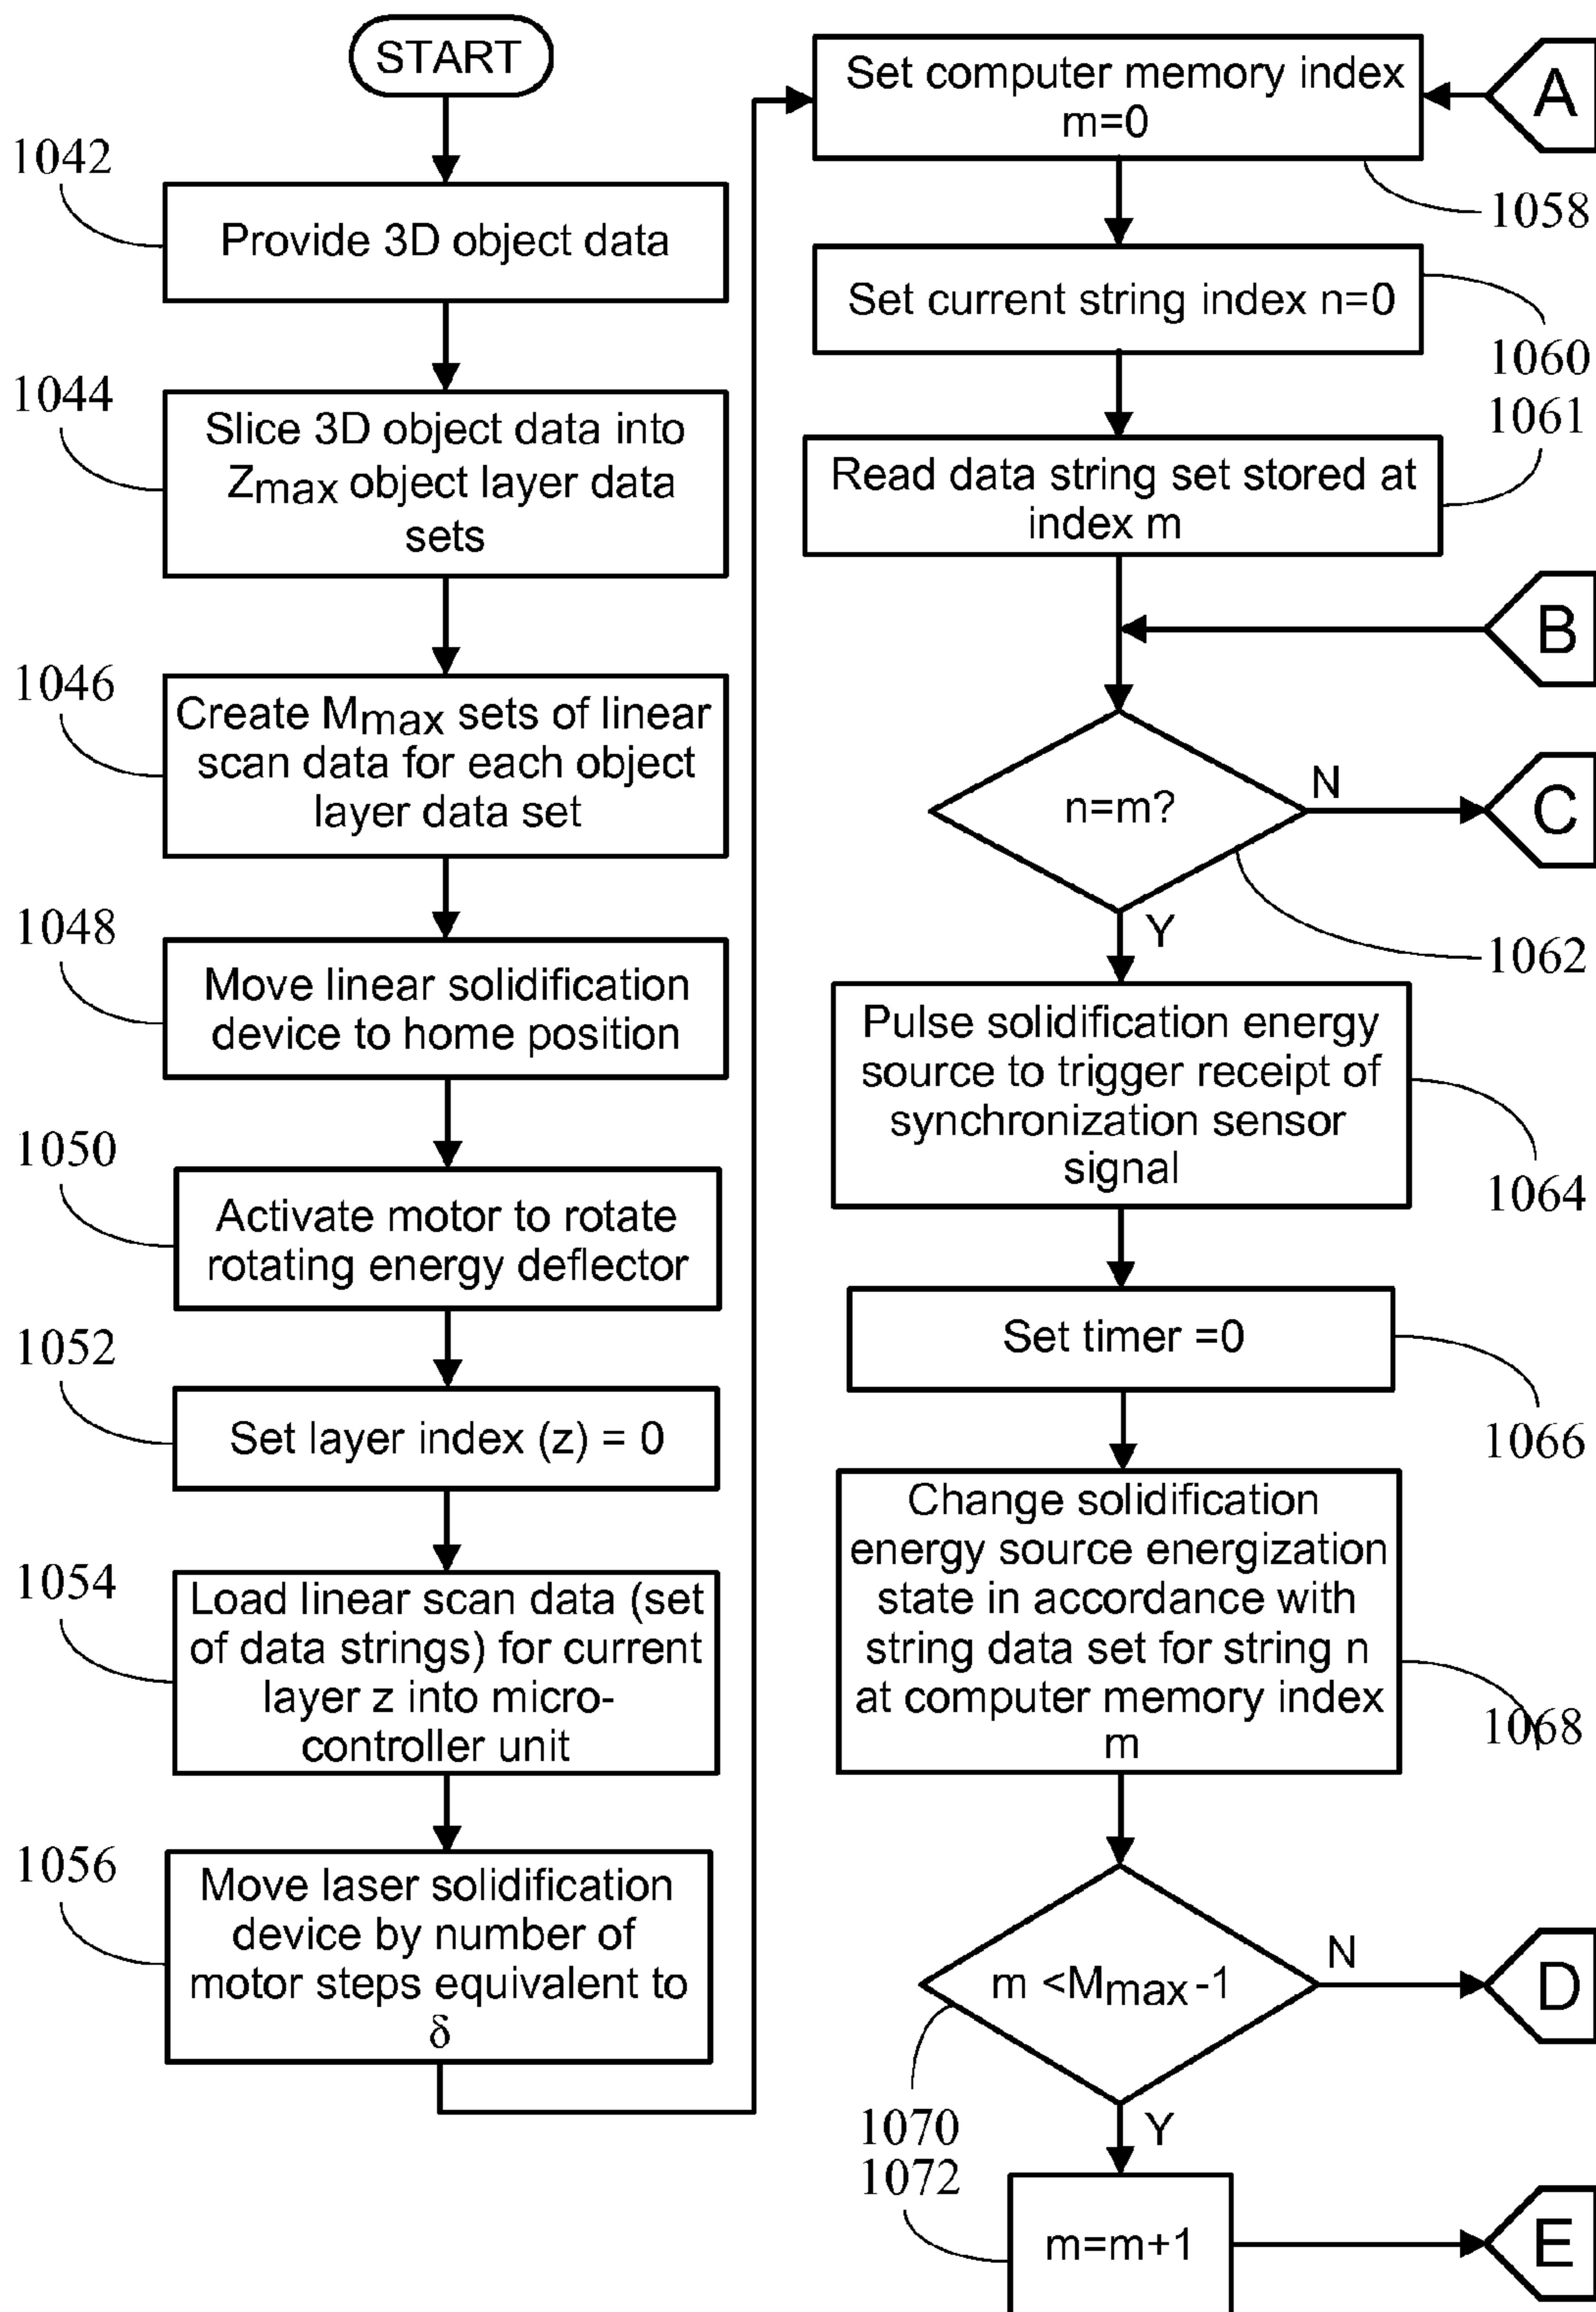 START
1042
Provide 3D object data
1044
Slice 3D object data into
Zmax object layer data
sets
1046
Create Mmax sets of linear
scan data for each object
layer data set
1048
Move linear solidification
device to home position
1050
Activate motor to rotate
rotating energy deflector
1052
Set layer index (z) = 0
1054
Load linear scan data (set
of data strings) for current
layer z into micro-
controller unit
1056
Move laser solidification
device by number of
motor steps equivalent to
δ
Set computer memory index
m=0
A
1058
Set current string index n=0
1060
1061
Read data string set stored at
index m
B
n=m?
N
C
Y
1062
Pulse solidification energy
source to trigger receipt of
synchronization sensor
signal
1064
Set timer =0
1066
Change solidification
energy source energization
state in accordance with
string data set for string n
at computer memory index
m
1068
m <Mmax-1
N
D
1070
Y
1072
m=m+1
E